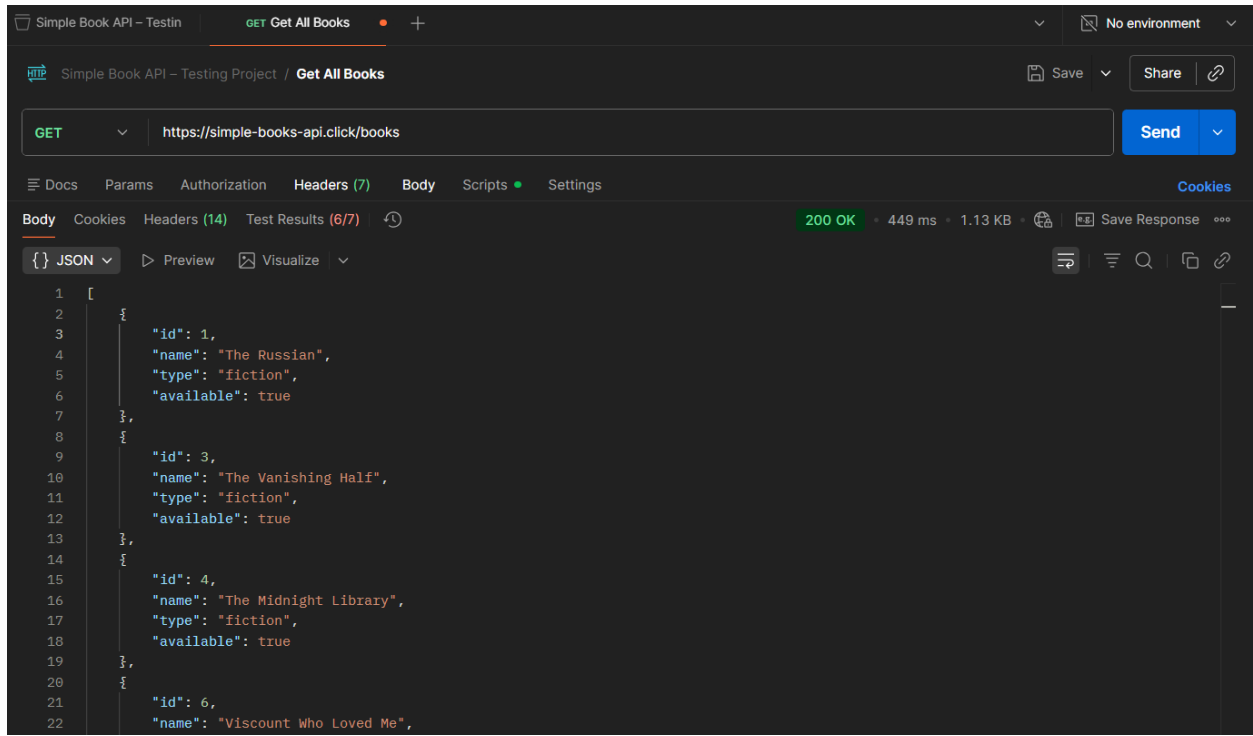 Simple Book API – Testin GET Get All Books No environment
HTTP Simple Book API – Testing Project / Get All Books Save Share
GET https://simple-books-api.click/books Send
Docs Params Authorization Headers (7) Body Scripts Settings Cookies
Body Cookies Headers (14) Test Results (6/7) 200 OK • 449 ms • 1.13 KB • e.g. Save Response
{} JSON Preview Visualize
1 [
2 {
3 "id": 1,
4 "name": "The Russian",
5 "type": "fiction",
6 "available": true
7 },
8 {
9 "id": 3,
10 "name": "The Vanishing Half",
11 "type": "fiction",
12 "available": true
13 },
14 {
15 "id": 4,
16 "name": "The Midnight Library",
17 "type": "fiction",
18 "available": true
19 },
20 {
21 "id": 6,
22 "name": "Viscount Who Loved Me",